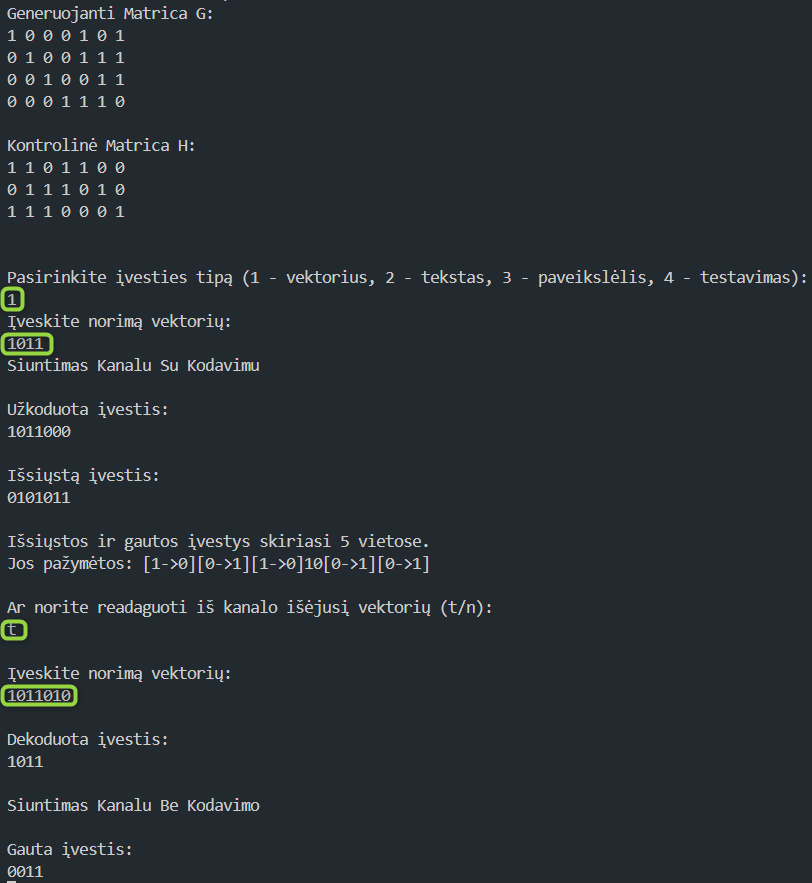 Generuojanti Matrica G:
1 0 0 0 1 0 1
0 1 0 0 1 1 1
0 0 1 0 0 1 1
0 0 0 1 1 1 0
Kontrolinė Matrica H:
1 1 0 1 1 0 0
0 1 1 1 0 1 0
1 1 1 0 0 0 1
Pasirinkite įvesties tipą (1 - vektorius, 2 - tekstas, 3 - paveikslėlis, 4 - testavimas):
1
Įveskite norimą vektorių:
1011
Siuntimas Kanalu Su Kodavimu
Užkoduota įvestis:
1011000
Išsiųstą įvestis:
0101011
Išsiųstos ir gautos įvestys skiriasi 5 vietose.
Jos pažymėtos: [1->0][0->1][1->0]10[0->1][0->1]
Ar norite readaguoti iš kanalo išėjusį vektorių (t/n):
t
Įveskite norimą vektorių:
1011010
Dekoduota įvestis:
1011
Siuntimas Kanalu Be Kodavimo
Gauta įvestis:
0011